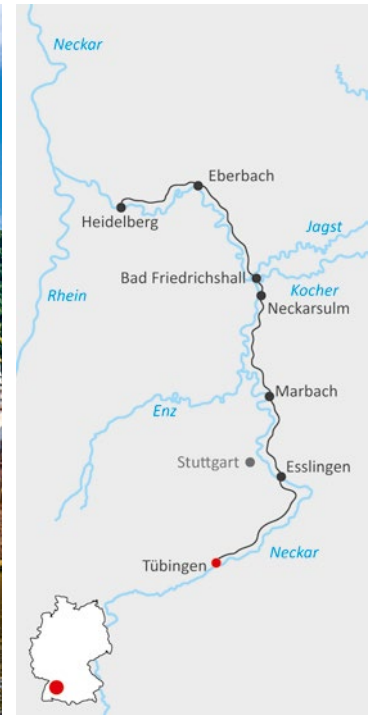 Neckar
Eberbach
Heidelberg
Jagst
Bad Friedrichshall
Kocher
Rhein
Neckarsulm
Marbach
Enz
Stuttgart
Esslingen
Neckar
Tübingen